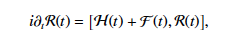 i∂ₜ𝓡(t) = [𝓗(t) + 𝓕(t), 𝓡(t)],